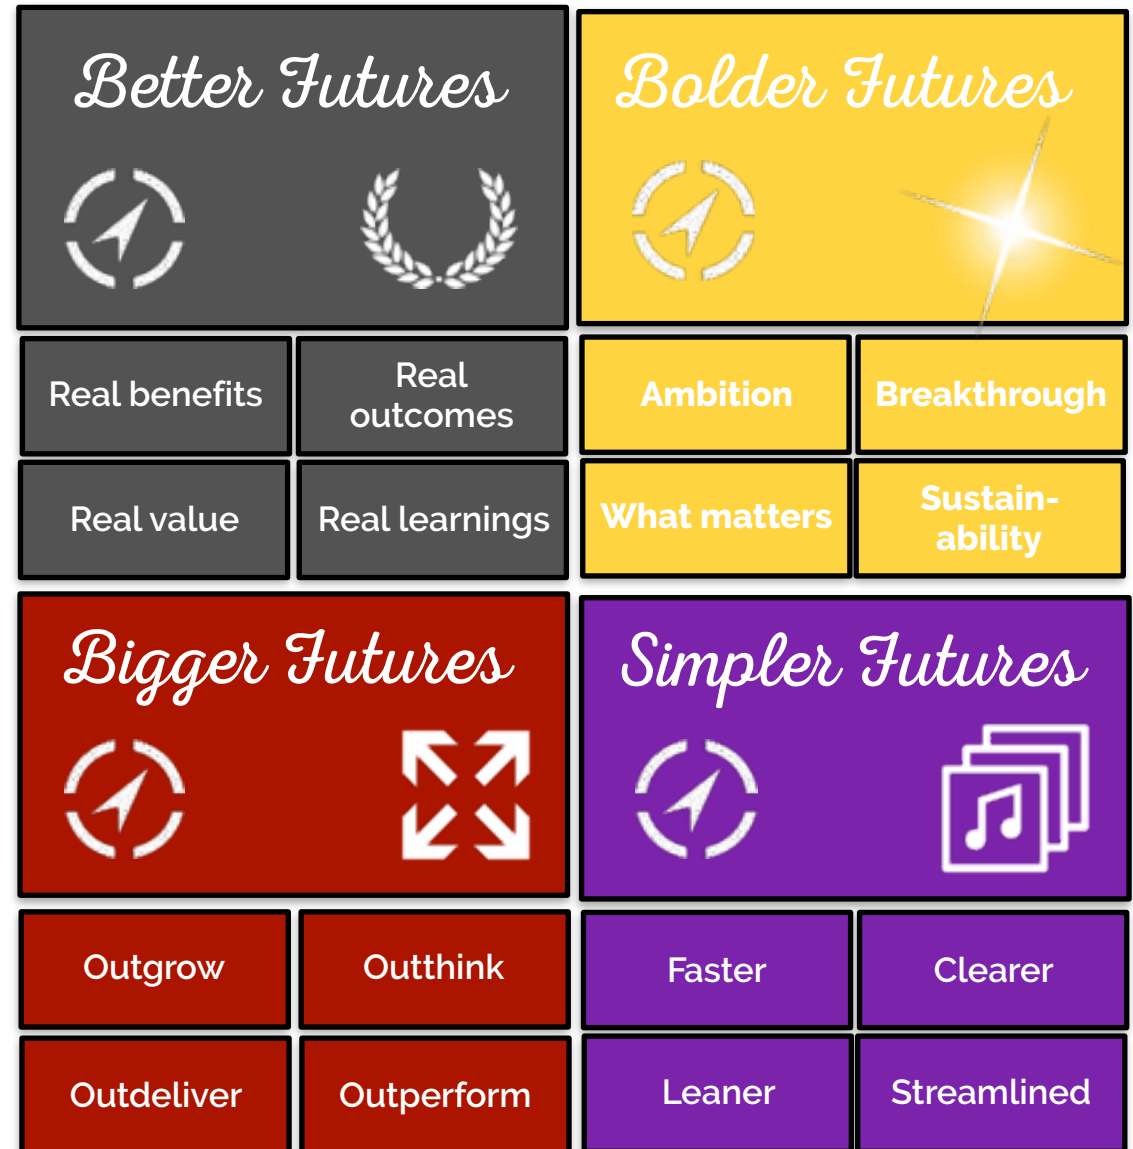 Better Futures
Real benefits
Real
outcomes
Real value
Real learnings
Bolder Futures
Ambition
Breakthrough
What matters
Sustain-
ability
Bigger Futures
Outgrow
Outthink
Outdeliver
Outperform
Simpler Futures
Faster
Clearer
Leaner
Streamlined